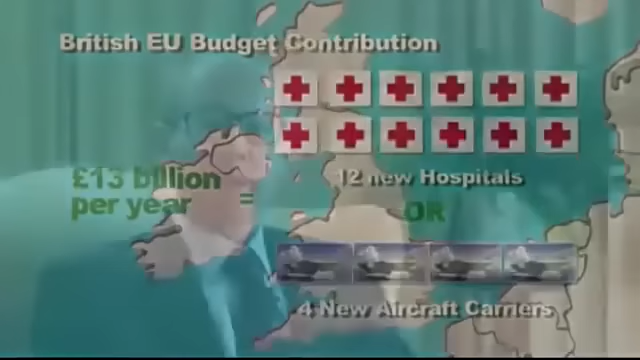 British EU Budget Contribution
£13 billion
per year
=
12 new Hospitals
OR
4 New Aircraft Carriers